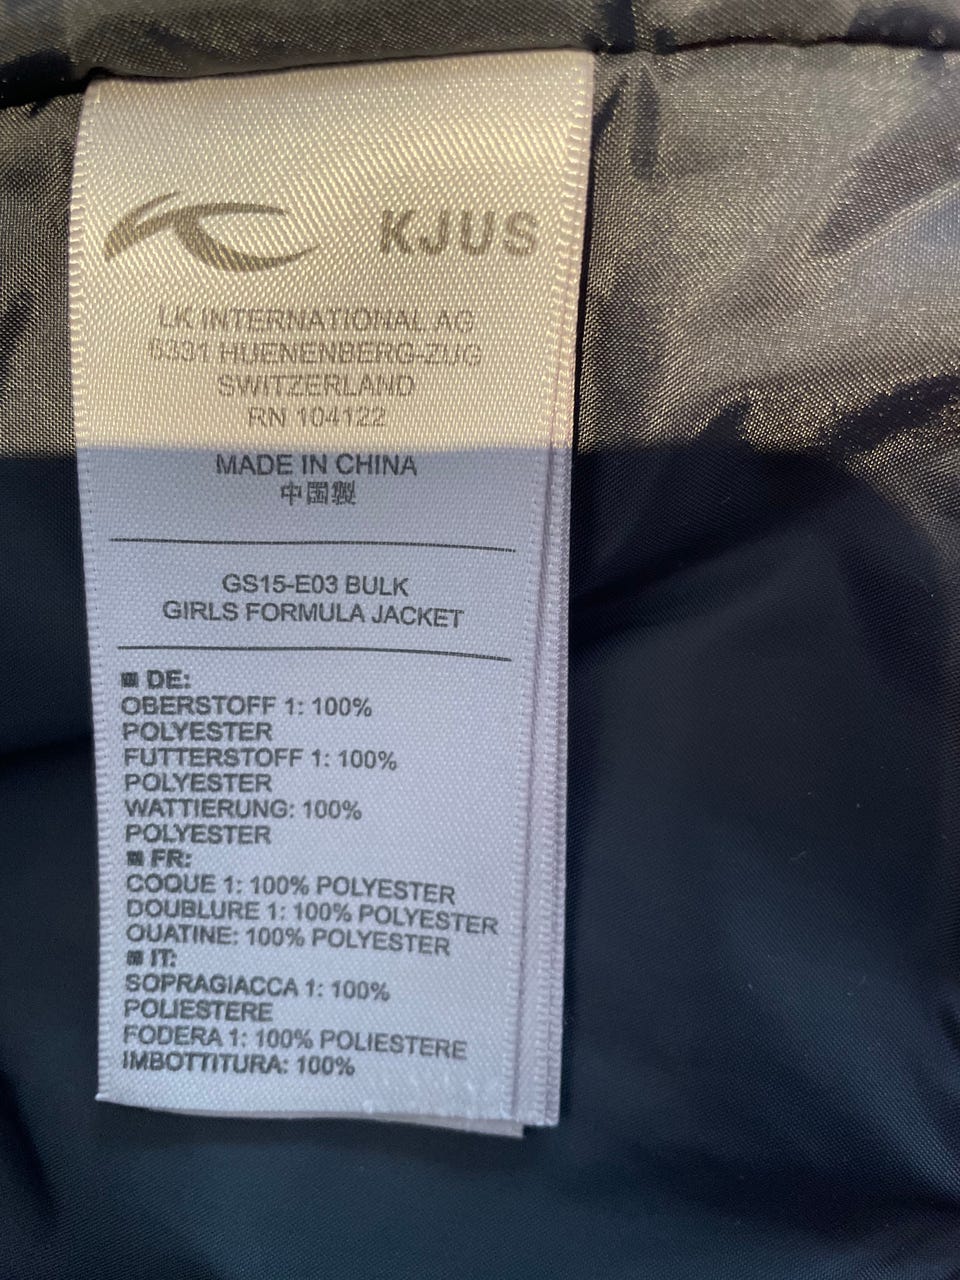 KJUS
LK INTERNATIONAL AG
6331 HUENENBERG-ZUG
SWITZERLAND
RN 104122
MADE IN CHINA
中国製
GS15-E03 BULK
GIRLS FORMULA JACKET
DE:
OBERSTOFF 1: 100%
POLYESTER
FUTTERSTOFF 1: 100%
POLYESTER
WATTIERUNG: 100%
POLYESTER
FR:
COQUE 1: 100% POLYESTER
DOUBLURE 1: 100% POLYESTER
OUATINE: 100% POLYESTER
IT:
SOPRAGIACCA 1: 100%
POLIESTERE
FODERA 1: 100% POLIESTERE
IMBOTTITURA: 100%